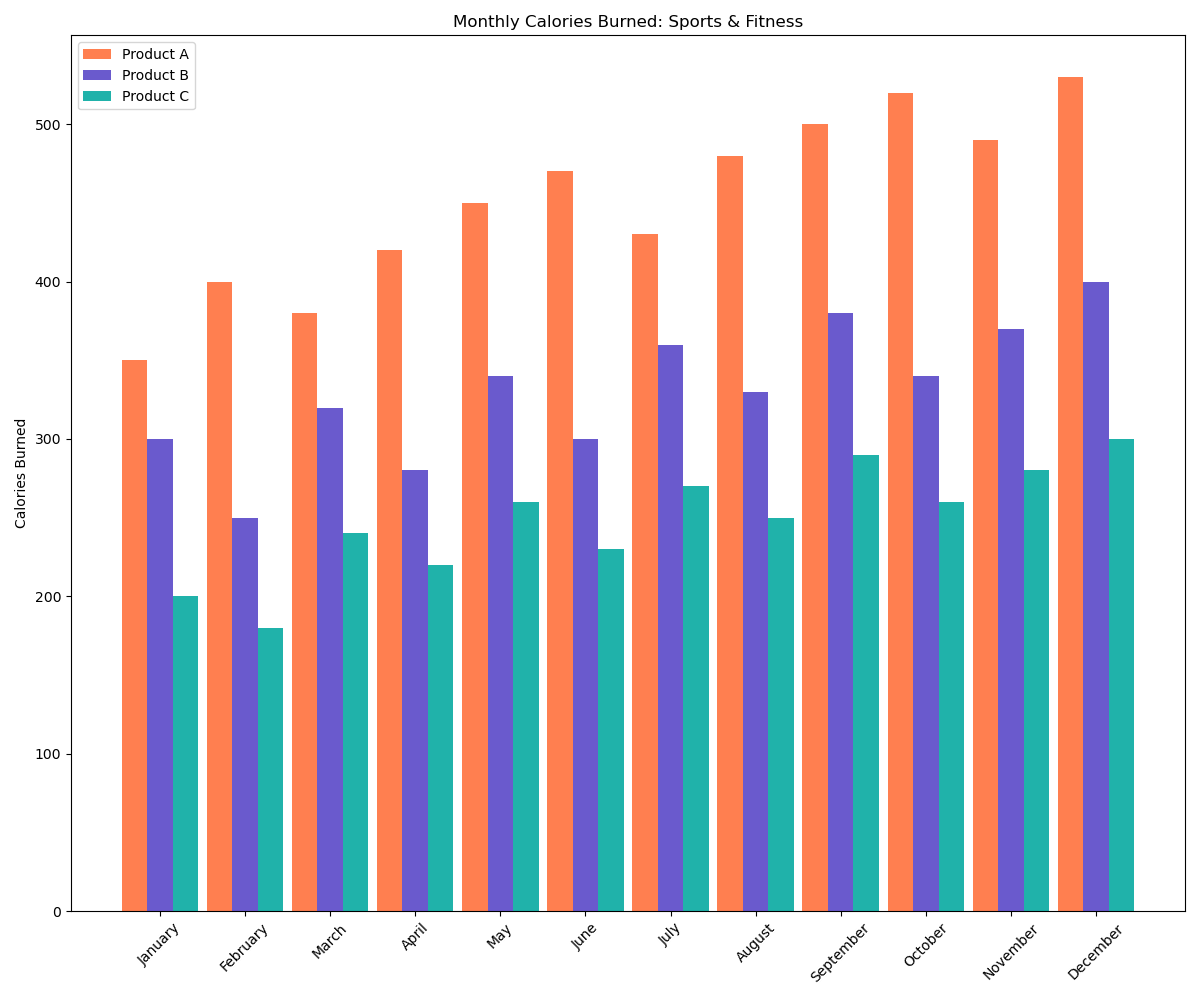 Monthly Calories Burned: Sports & Fitness
Product A
Product B
Product C
Calories Burned
500
400
300
200
100
0
January
February
March
April
May
June
July
August
September
October
November
December